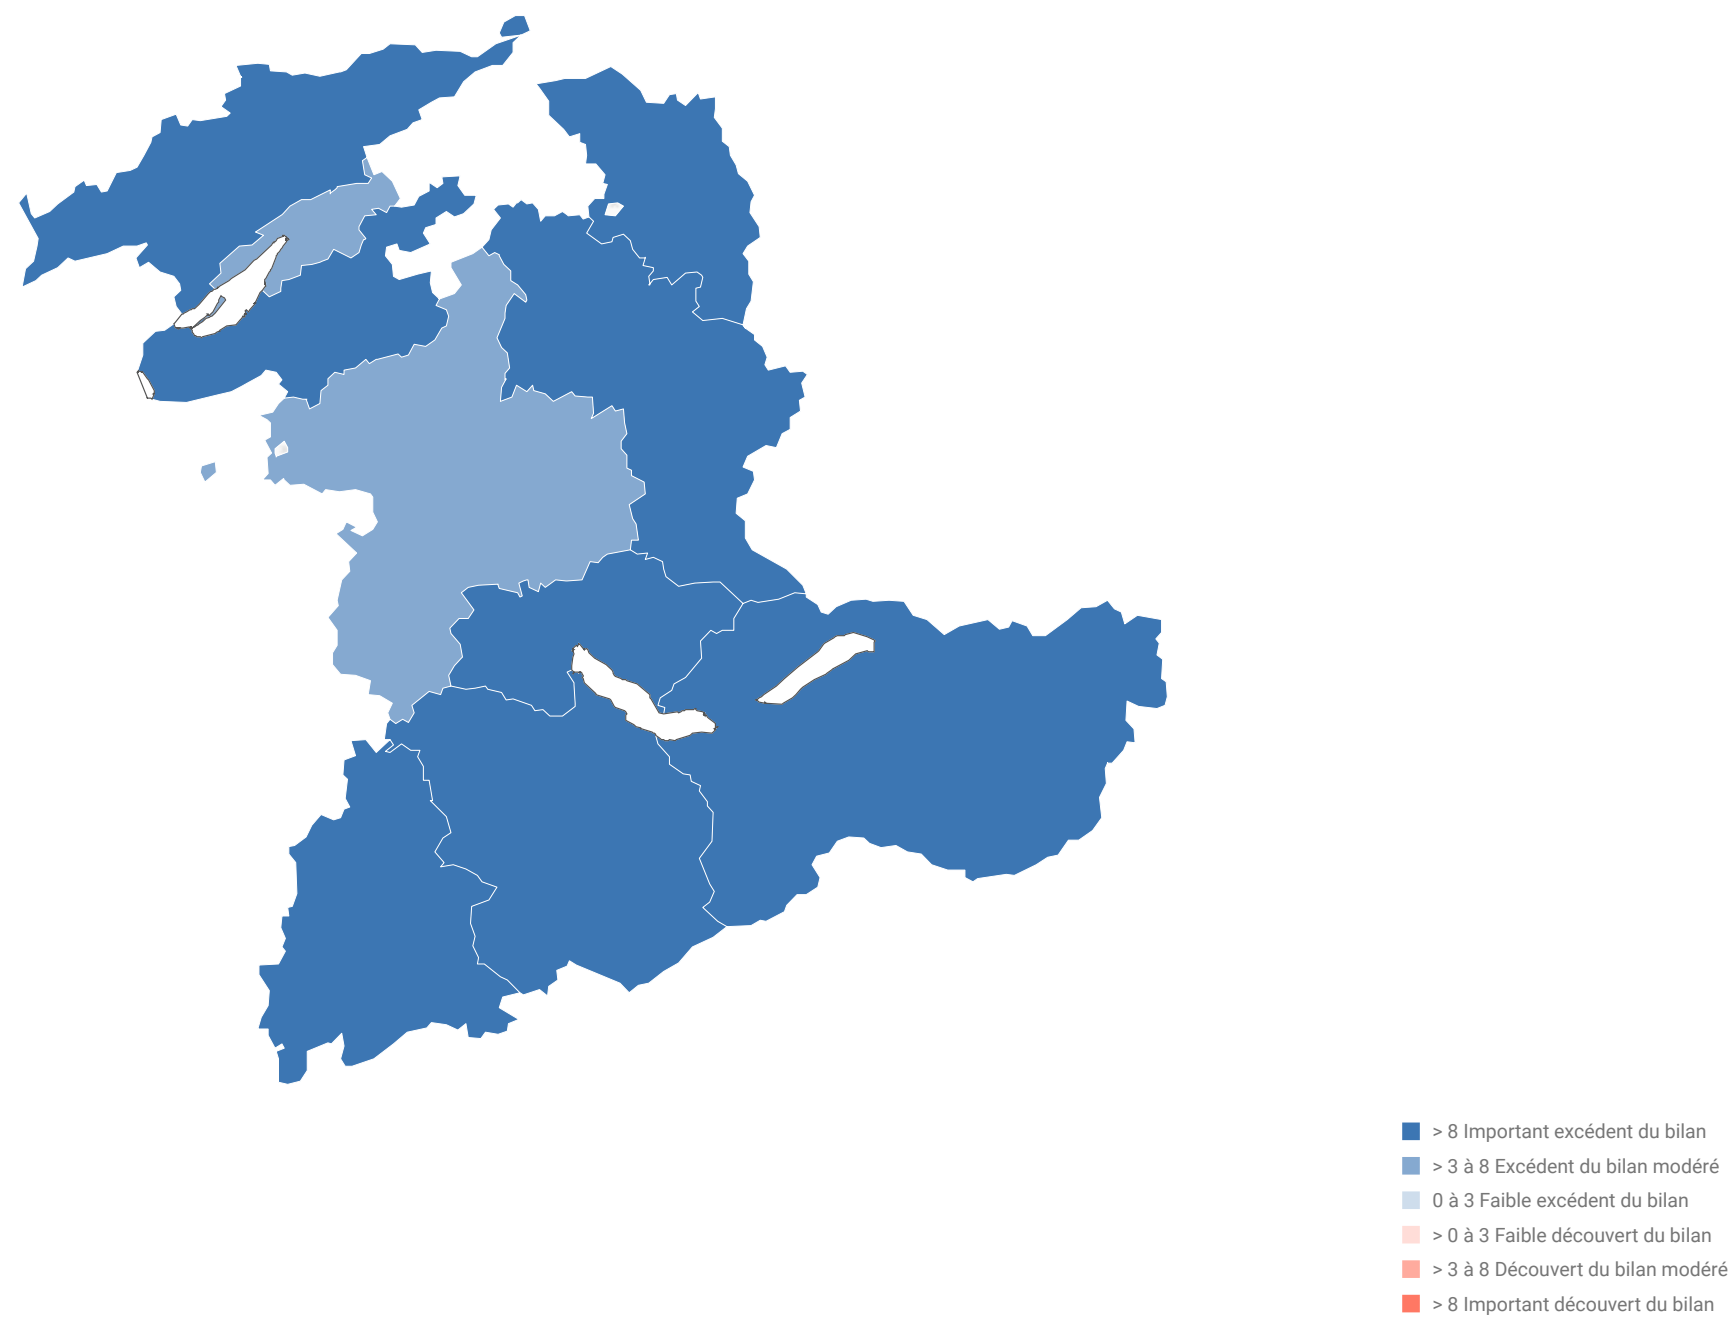 > 8 Important excédent du bilan
> 3 à 8 Excédent du bilan modéré
0 à 3 Faible excédent du bilan
> 0 à 3 Faible découvert du bilan
> 3 à 8 Découvert du bilan modéré
> 8 Important découvert du bilan